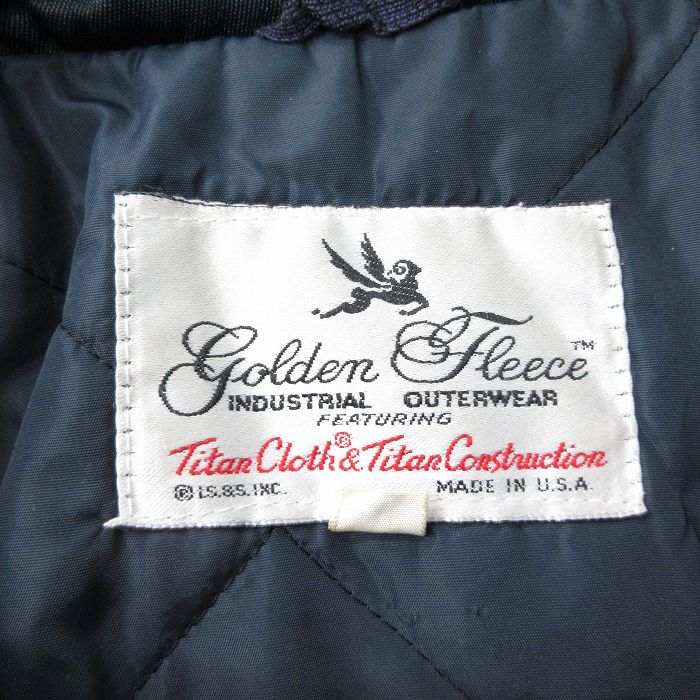 Golden Fleece™
INDUSTRIAL OUTERWEAR
FEATURING
Titan Cloth® & Titan Construction
© I.S.&S. INC. MADE IN U.S.A.